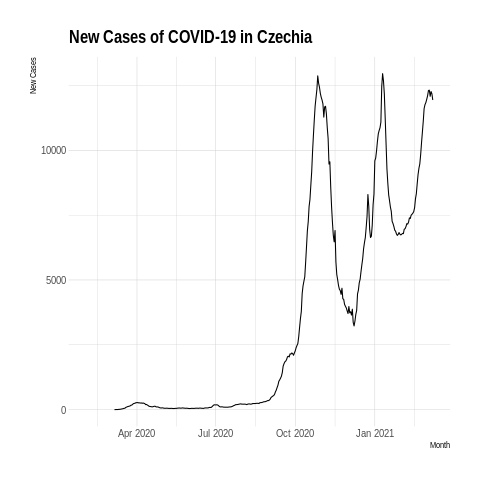 New Cases of COVID-19 in Czechia
New Cases
10000
5000
0
Apr 2020 Jul 2020 Oct 2020 Jan 2021
Month